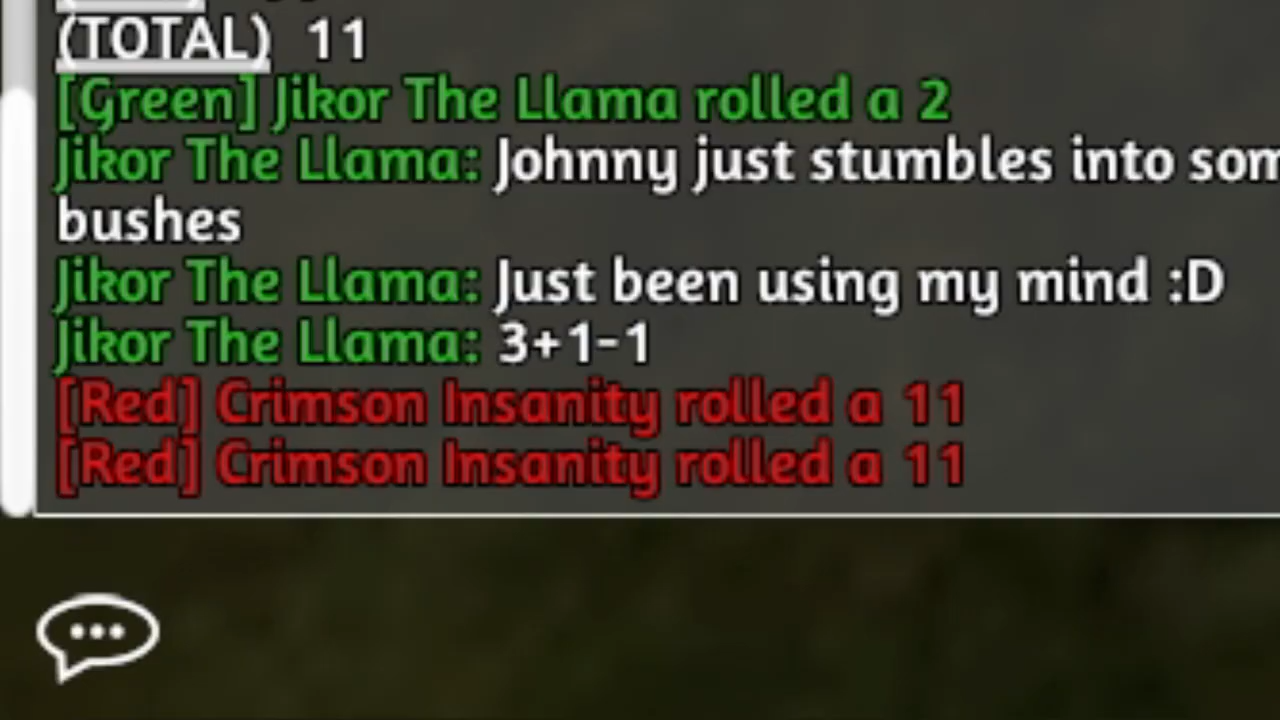 (TOTAL) 11
[Green] Jikor The Llama rolled a 2
Jikor The Llama: Johnny just stumbles into som
bushes
Jikor The Llama: Just been using my mind :D
Jikor The Llama: 3+1-1
[Red] Crimson Insanity rolled a 11
[Red] Crimson Insanity rolled a 11